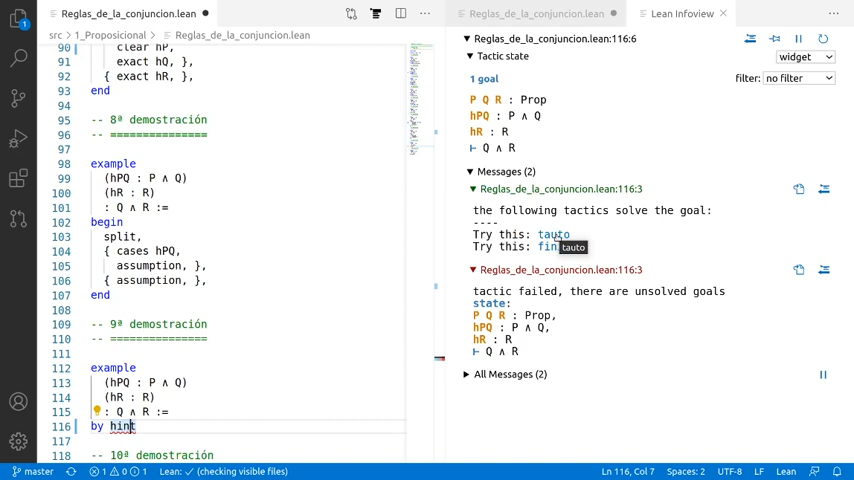 Reglas_de_la_conjuncion.lean
src > 1_Proposicional > Reglas_de_la_conjuncion.lean
90 clear hP,
91 exact hQ, },
92 { exact hR, },
93 end
94
95 -- 8ª demostración
96 -- ===============
97
98 example
99 (hPQ : P ∧ Q)
100 (hR : R)
101 : Q ∧ R :=
102 begin
103 split,
104 { cases hPQ,
105 assumption, },
106 { assumption, },
107 end
108
109 -- 9ª demostración
110 -- ===============
111
112 example
113 (hPQ : P ∧ Q)
114 (hR : R)
115 : Q ∧ R :=
116 by hint
117
118 -- 10ª demostración
Reglas_de_la_conjuncion.lean
Lean Infoview
Reglas_de_la_conjuncion.lean:116:6
Tactic state
widget
1 goal
filter: no filter
P Q R : Prop
hPQ : P ∧ Q
hR : R
⊢ Q ∧ R
Messages (2)
Reglas_de_la_conjuncion.lean:116:3
the following tactics solve the goal:
----
Try this: tauto
Try this: fin
tauto
Reglas_de_la_conjuncion.lean:116:3
tactic failed, there are unsolved goals
state:
P Q R : Prop,
hPQ : P ∧ Q,
hR : R
⊢ Q ∧ R
All Messages (2)
1
master 1 0 1 Lean: ✓ (checking visible files) Ln 116, Col 7 Spaces: 2 UTF-8 LF Lean